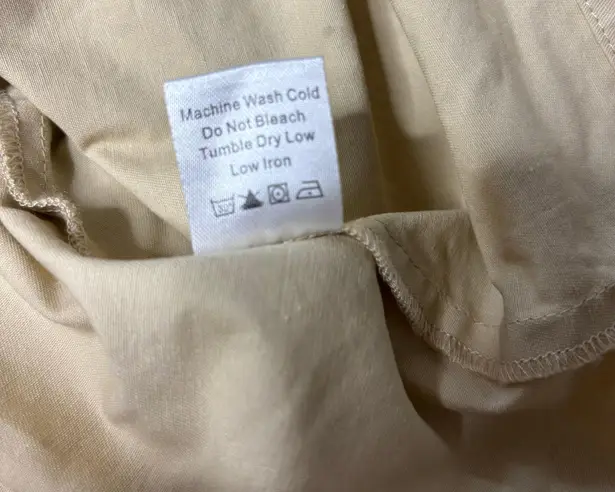 Machine Wash Cold
Do Not Bleach
Tumble Dry Low
Low Iron